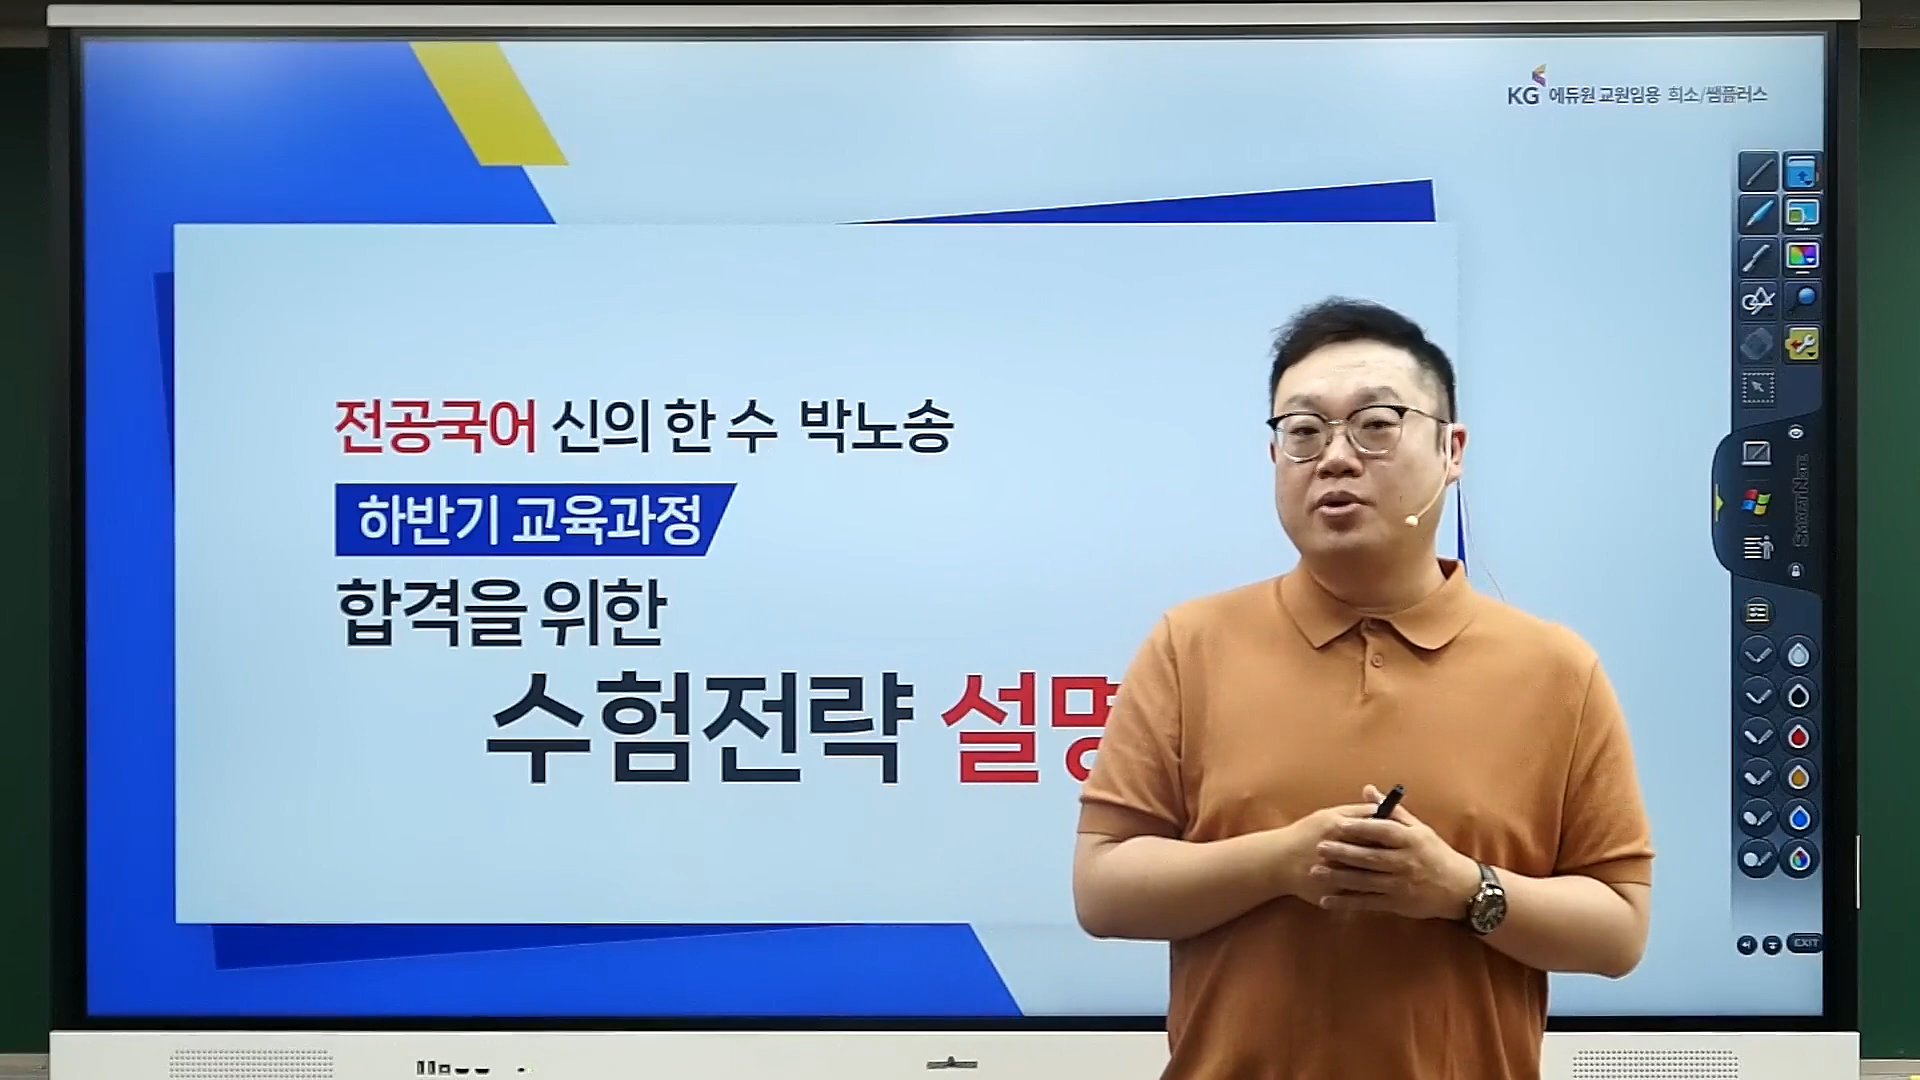 KG 에듀원 교원임용 희소/쌤플러스
전공국어 신의 한 수 박노송
하반기 교육과정
합격을 위한
수험전략 설명
EXIT